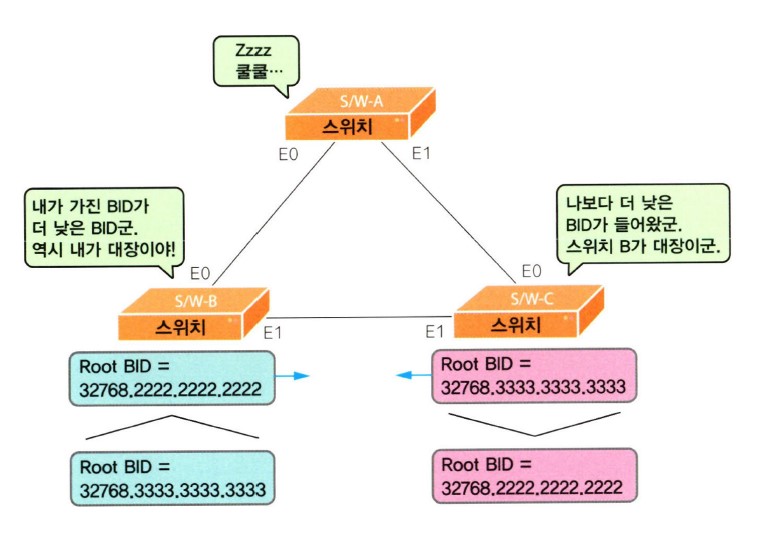 Zzzz
쿨쿨…
S/W-A
스위치
E0
E1
내가 가진 BID가
더 낮은 BID군.
역시 내가 대장이야!
나보다 더 낮은
BID가 들어왔군.
스위치 B가 대장이군.
E0
E0
S/W-B
스위치
S/W-C
스위치
E1
E1
Root BID =
32768.2222.2222.2222
Root BID =
32768.3333.3333.3333
Root BID =
32768.3333.3333.3333
Root BID =
32768.2222.2222.2222